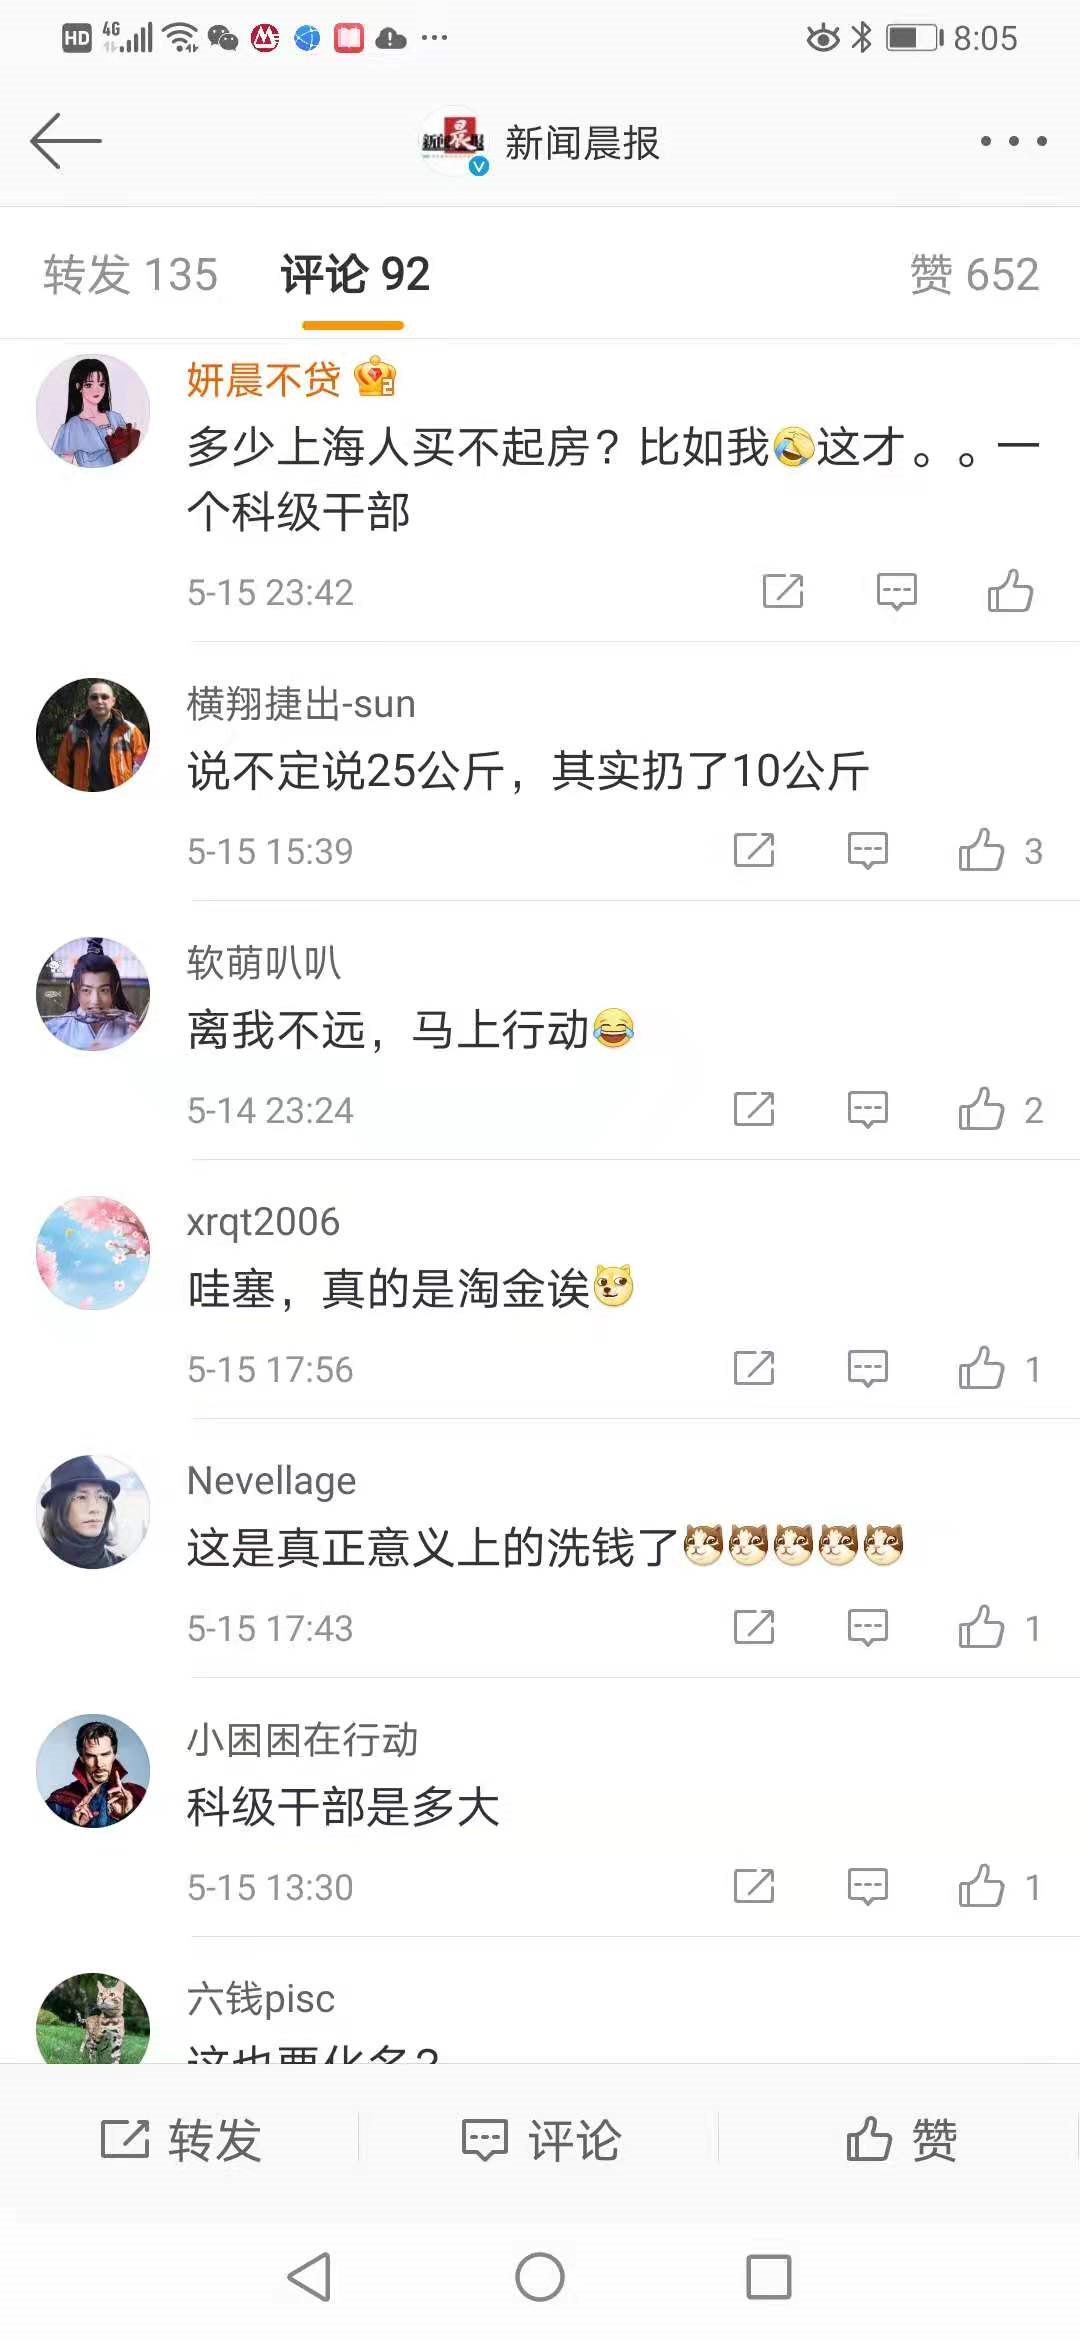 HD 4G 8:05
新闻晨报
转发 135 评论 92 赞 652
妍晨不贷
多少上海人买不起房？比如我🤣这才。。一
个科级干部
5-15 23:42
横翔捷出-sun
说不定说25公斤，其实扔了10公斤
5-15 15:39 3
软萌叭叭
离我不远，马上行动😂
5-14 23:24 2
xrqt2006
哇塞，真的是淘金诶
5-15 17:56 1
Nevellage
这是真正意义上的洗钱了
5-15 17:43 1
小困困在行动
科级干部是多大
5-15 13:30 1
六钱pisc
这也要化名？
转发 评论 赞